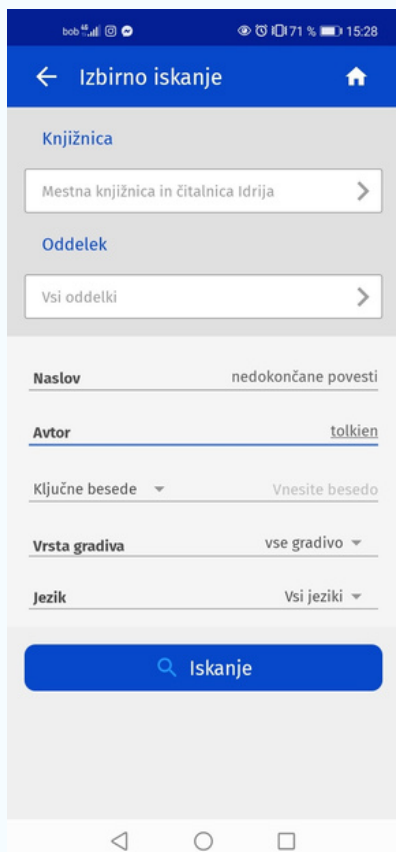 bob 71 % 15:28
Izbirno iskanje
Knjižnica
Mestna knjižnica in čitalnica Idrija
Oddelek
Vsi oddelki
Naslov nedokončane povesti
Avtor tolkien
Ključne besede Vnesite besedo
Vrsta gradiva vse gradivo
Jezik Vsi jeziki
Iskanje